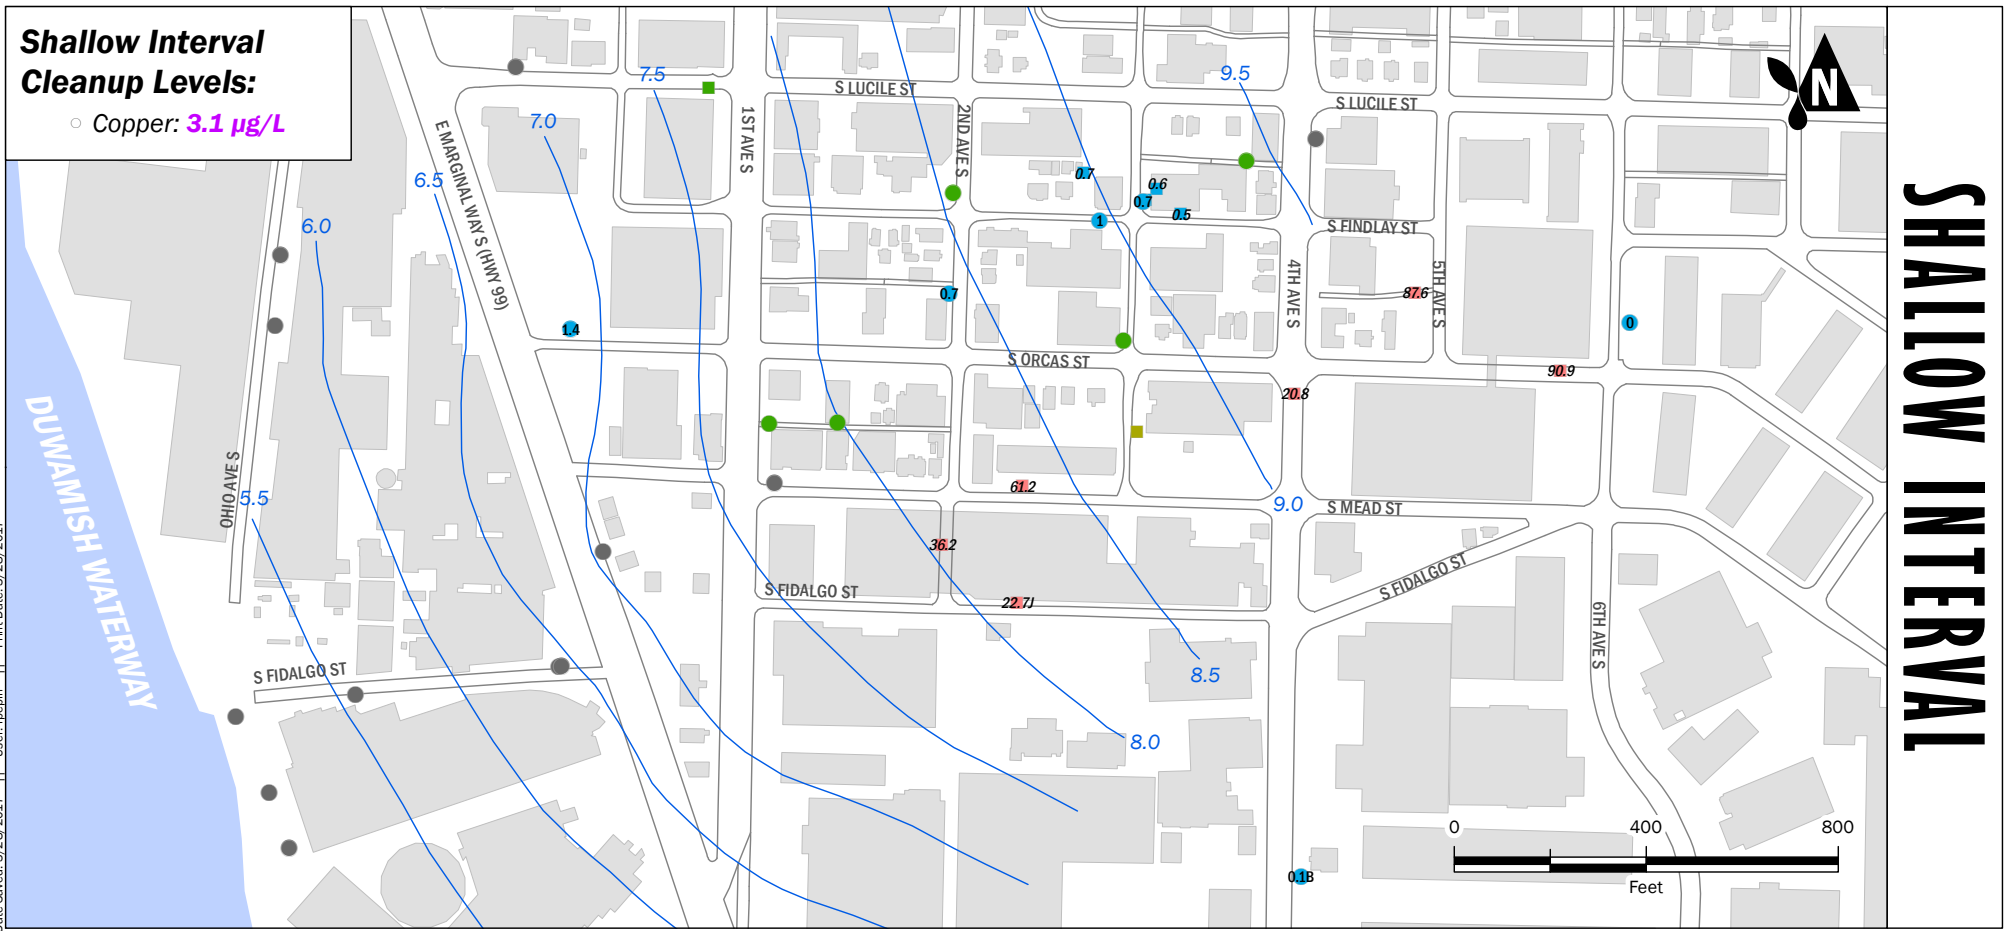 Shallow Interval
Cleanup Levels:
Copper: 3.1 µg/L
N
SHALLOW INTERVAL
7.5
9.5
S LUCILE ST
S LUCILE ST
7.0
1ST AVE S
2ND AVE S
E MARGINAL WAY S (HWY 99)
6.5
0.7
0.6
0.7
0.5
1
6.0
S FINDLAY ST
4TH AVE S
5TH AVE S
87.6
0.7
1.4
0
S ORCAS ST
90.9
20.8
DUWAMISH WATERWAY
OHIO AVE S
5.5
61.2
9.0
S MEAD ST
36.2
S FIDALGO ST
22.7J
S FIDALGO ST
6TH AVE S
S FIDALGO ST
8.5
8.0
0
400
800
Feet
0.1B